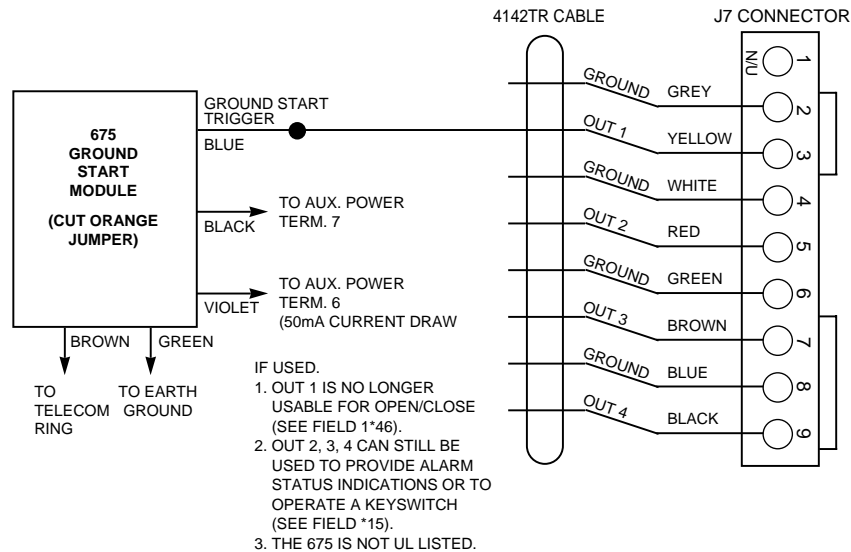 4142TR CABLE
J7 CONNECTOR
675
GROUND
START
MODULE
(CUT ORANGE
JUMPER)
GROUND START
TRIGGER
BLUE
BLACK
TO AUX. POWER
TERM. 7
VIOLET
TO AUX. POWER
TERM. 6
(50mA CURRENT DRAW
BROWN
GREEN
TO
TELECOM
RING
TO EARTH
GROUND
IF USED.
1. OUT 1 IS NO LONGER
USABLE FOR OPEN/CLOSE
(SEE FIELD 1*46).
2. OUT 2, 3, 4 CAN STILL BE
USED TO PROVIDE ALARM
STATUS INDICATIONS OR TO
OPERATE A KEYSWITCH
(SEE FIELD *15).
3. THE 675 IS NOT UL LISTED.
N/U 1
GROUND GREY 2
OUT 1 YELLOW 3
GROUND WHITE 4
OUT 2 RED 5
GROUND GREEN 6
OUT 3 BROWN 7
GROUND BLUE 8
OUT 4 BLACK 9